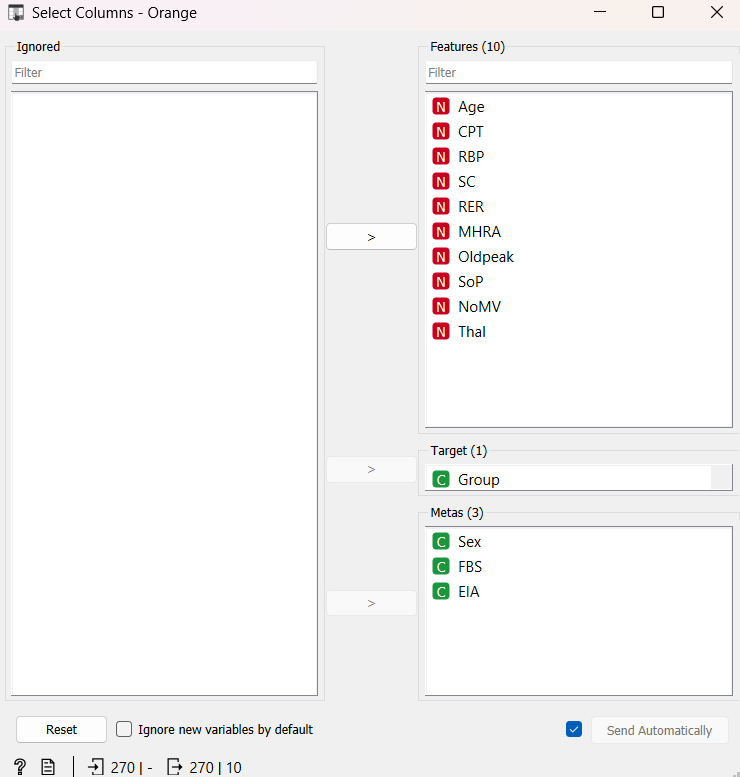 Select Columns - Orange
Ignored
Filter
>
>
>
Features (10)
Filter
N Age
N CPT
N RBP
N SC
N RER
N MHRA
N Oldpeak
N SoP
N NoMV
N Thal
Target (1)
C Group
Metas (3)
C Sex
C FBS
C EIA
Reset
Ignore new variables by default
Send Automatically
? 270 | - 270 | 10